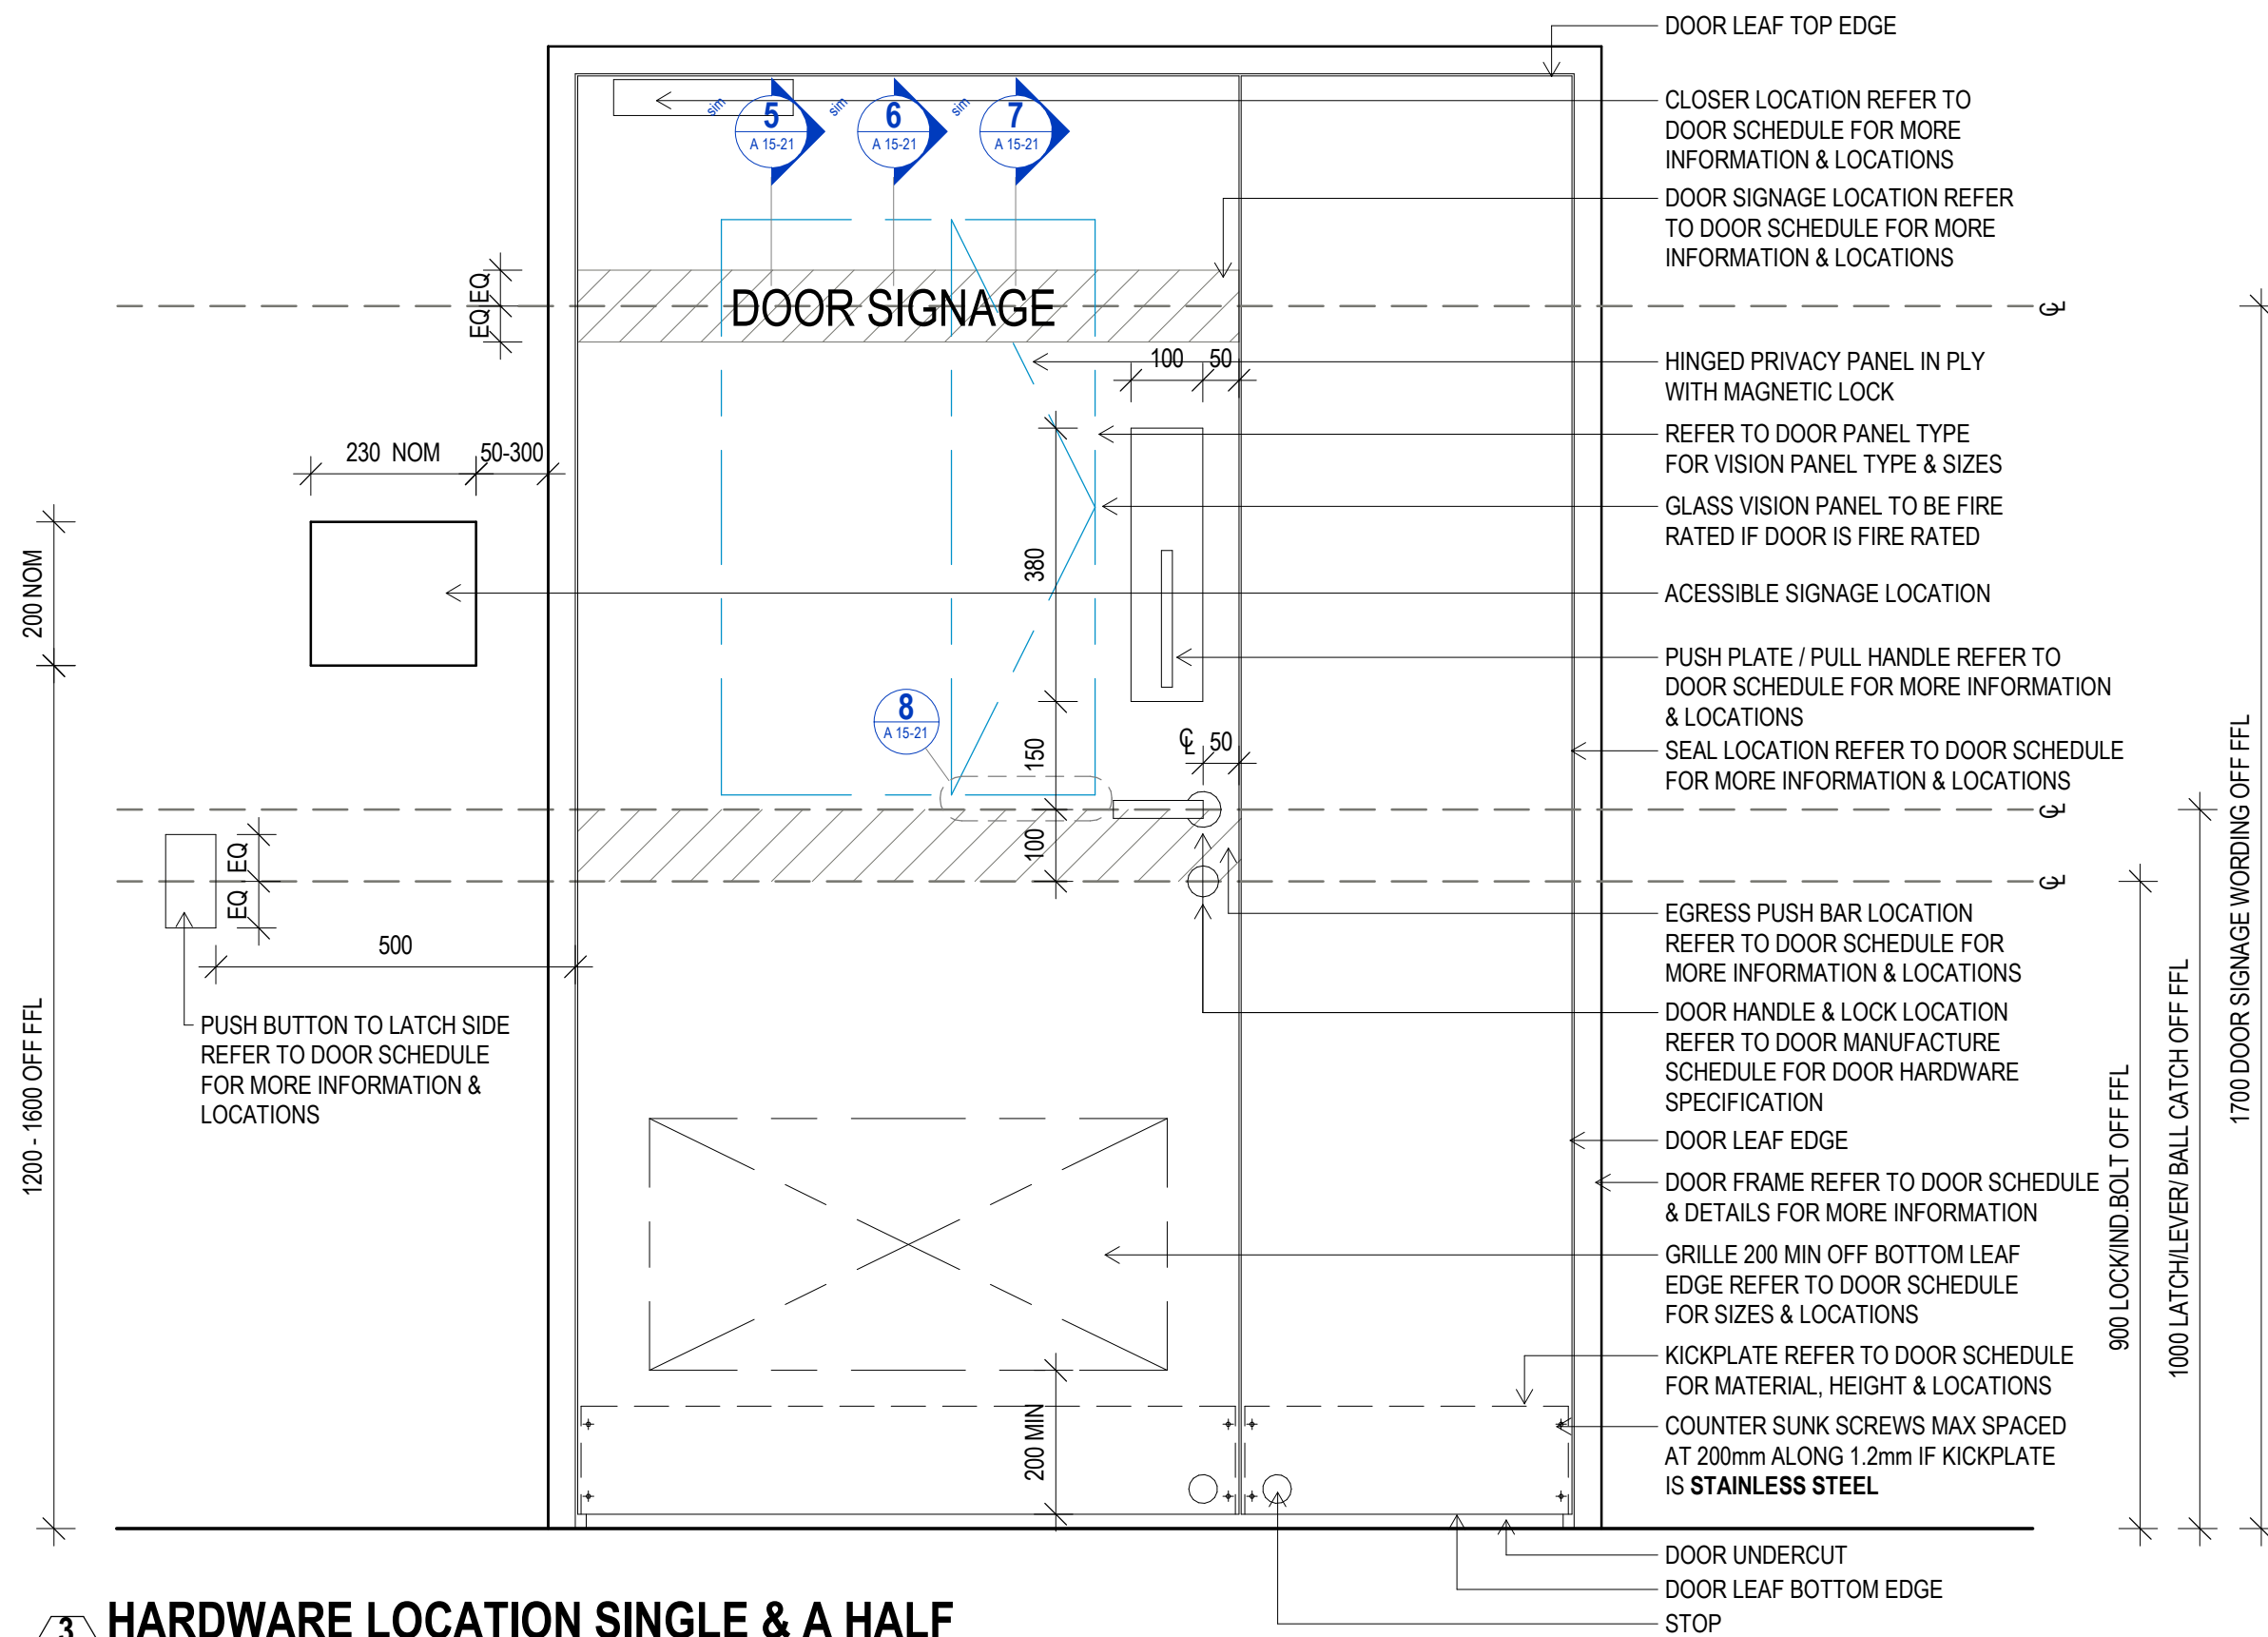 DOOR LEAF TOP EDGE
CLOSER LOCATION REFER TO
DOOR SCHEDULE FOR MORE
INFORMATION & LOCATIONS
DOOR SIGNAGE LOCATION REFER
TO DOOR SCHEDULE FOR MORE
INFORMATION & LOCATIONS
sim
5
A 15-21
sim
6
A 15-21
sim
7
A 15-21
EQ EQ
DOOR SIGNAGE
HINGED PRIVACY PANEL IN PLY
WITH MAGNETIC LOCK
100
50
REFER TO DOOR PANEL TYPE
FOR VISION PANEL TYPE & SIZES
GLASS VISION PANEL TO BE FIRE
RATED IF DOOR IS FIRE RATED
230 NOM
50-300
200 NOM
380
ACESSIBLE SIGNAGE LOCATION
PUSH PLATE / PULL HANDLE REFER TO
DOOR SCHEDULE FOR MORE INFORMATION
& LOCATIONS
SEAL LOCATION REFER TO DOOR SCHEDULE
FOR MORE INFORMATION & LOCATIONS
8
A 15-21
150
50
100
EQ
EQ
500
EGRESS PUSH BAR LOCATION
REFER TO DOOR SCHEDULE FOR
MORE INFORMATION & LOCATIONS
DOOR HANDLE & LOCK LOCATION
REFER TO DOOR MANUFACTURE
SCHEDULE FOR DOOR HARDWARE
SPECIFICATION
PUSH BUTTON TO LATCH SIDE
REFER TO DOOR SCHEDULE
FOR MORE INFORMATION &
LOCATIONS
1200 - 1600 OFF FFL
DOOR LEAF EDGE
DOOR FRAME REFER TO DOOR SCHEDULE
& DETAILS FOR MORE INFORMATION
GRILLE 200 MIN OFF BOTTOM LEAF
EDGE REFER TO DOOR SCHEDULE
FOR SIZES & LOCATIONS
KICKPLATE REFER TO DOOR SCHEDULE
FOR MATERIAL, HEIGHT & LOCATIONS
COUNTER SUNK SCREWS MAX SPACED
AT 200mm ALONG 1.2mm IF KICKPLATE
IS STAINLESS STEEL
200 MIN
900 LOCK/IND.BOLT OFF FFL
1000 LATCH/LEVER/ BALL CATCH OFF FFL
1700 DOOR SIGNAGE WORDING OFF FFL
DOOR UNDERCUT
DOOR LEAF BOTTOM EDGE
STOP
3
HARDWARE LOCATION SINGLE & A HALF